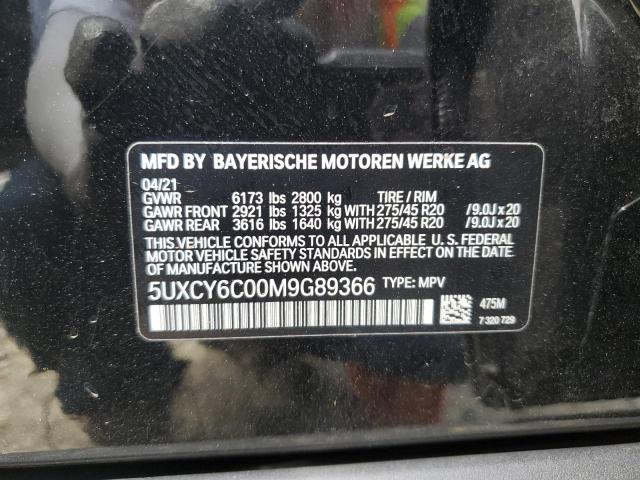 MFD BY BAYERISCHE MOTOREN WERKE AG
04/21
GVWR 6173 lbs 2800 kg TIRE / RIM
GAWR FRONT 2921 lbs 1325 kg WITH 275/45 R20 /9.0J x 20
GAWR REAR 3616 lbs 1640 kg WITH 275/45 R20 /9.0J x 20
THIS VEHICLE CONFORMS TO ALL APPLICABLE U. S. FEDERAL
MOTOR VEHICLE SAFETY STANDARDS IN EFFECT ON THE DATE
OF MANUFACTURE SHOWN ABOVE.
5UXCY6C00M9G89366 TYPE: MPV
475M
7 320 729